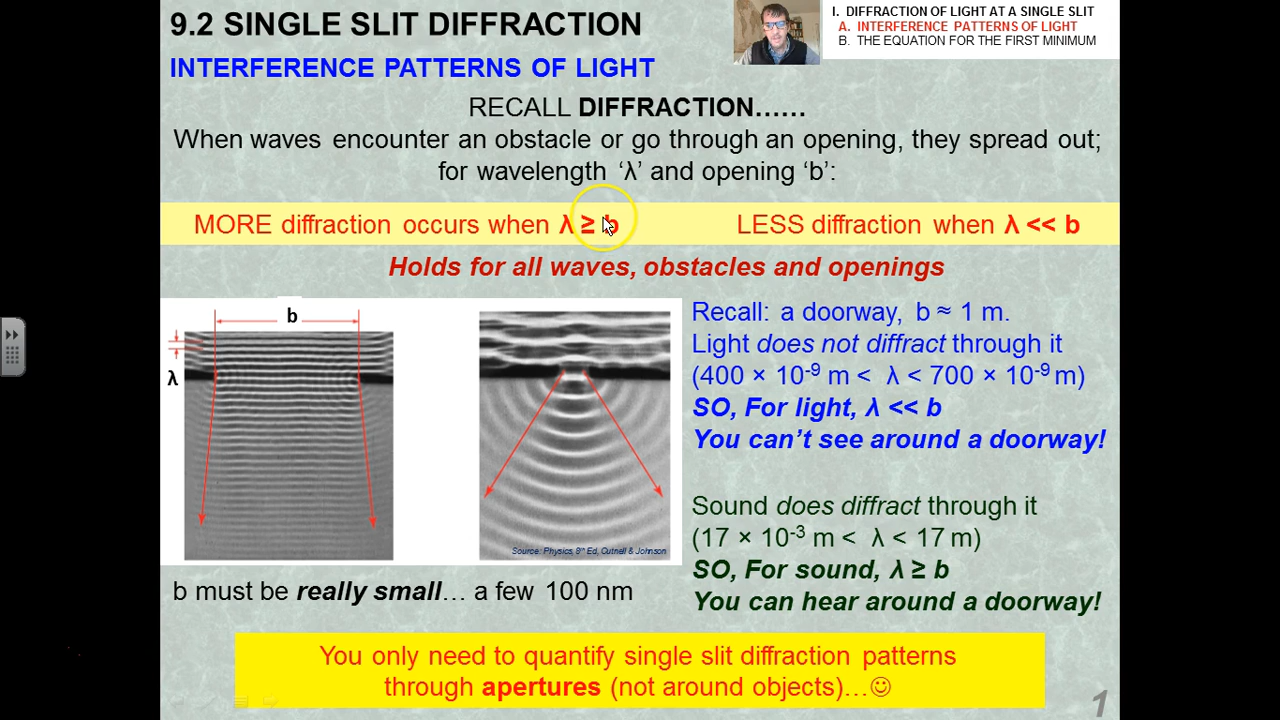 9.2 SINGLE SLIT DIFFRACTION
I. DIFFRACTION OF LIGHT AT A SINGLE SLIT
A. INTERFERENCE PATTERNS OF LIGHT
B. THE EQUATION FOR THE FIRST MINIMUM
INTERFERENCE PATTERNS OF LIGHT
RECALL DIFFRACTION……
When waves encounter an obstacle or go through an opening, they spread out;
for wavelength ‘λ’ and opening ‘b’:
MORE diffraction occurs when λ ≥ b
LESS diffraction when λ << b
Holds for all waves, obstacles and openings
b
λ
Source: Physics, 8th Ed, Cutnell & Johnson
b must be really small… a few 100 nm
Recall: a doorway, b ≈ 1 m.
Light does not diffract through it
(400 × 10⁻⁹ m < λ < 700 × 10⁻⁹ m)
SO, For light, λ << b
You can’t see around a doorway!
Sound does diffract through it
(17 × 10⁻³ m < λ < 17 m)
SO, For sound, λ ≥ b
You can hear around a doorway!
You only need to quantify single slit diffraction patterns
through apertures (not around objects)…☺
1